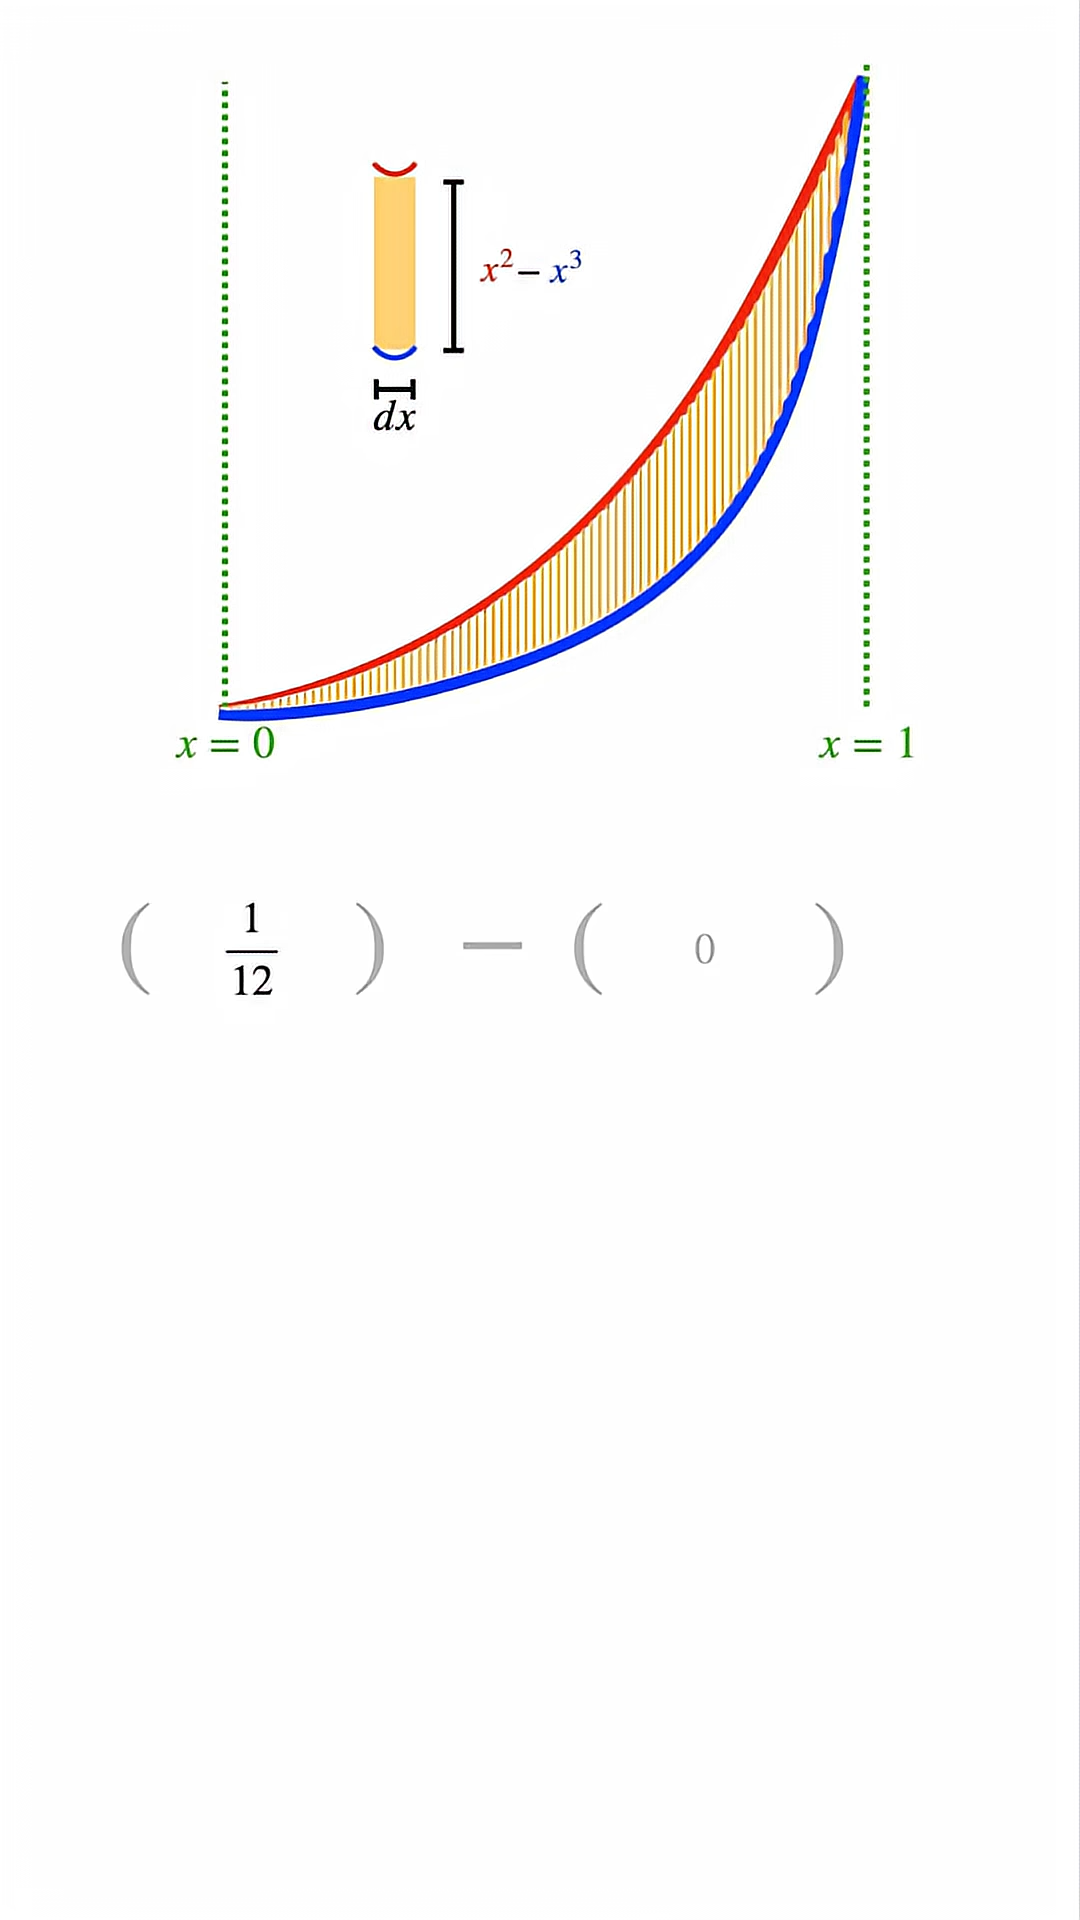 x² – x³
dx
x = 0
x = 1
( 1/12 ) – ( 0 )